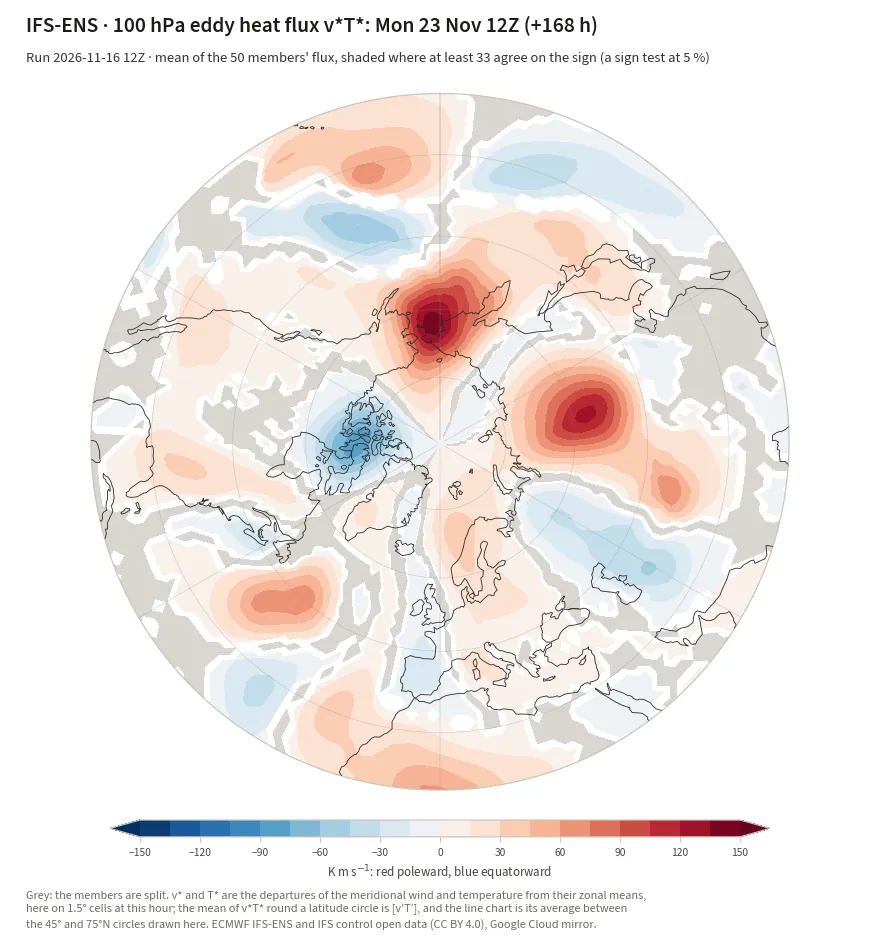 IFS-ENS · 100 hPa eddy heat flux v*T*: Mon 23 Nov 12Z (+168 h)
Run 2026-11-16 12Z · mean of the 50 members' flux, shaded where at least 33 agree on the sign (a sign test at 5 %)
−150 −120 −90 −60 −30 0 30 60 90 120 150
K m s⁻¹: red poleward, blue equatorward
Grey: the members are split. v* and T* are the departures of the meridional wind and temperature from their zonal means,
here on 1.5° cells at this hour; the mean of v*T* round a latitude circle is [v′T′], and the line chart is its average between
the 45° and 75°N circles drawn here. ECMWF IFS-ENS and IFS control open data (CC BY 4.0), Google Cloud mirror.